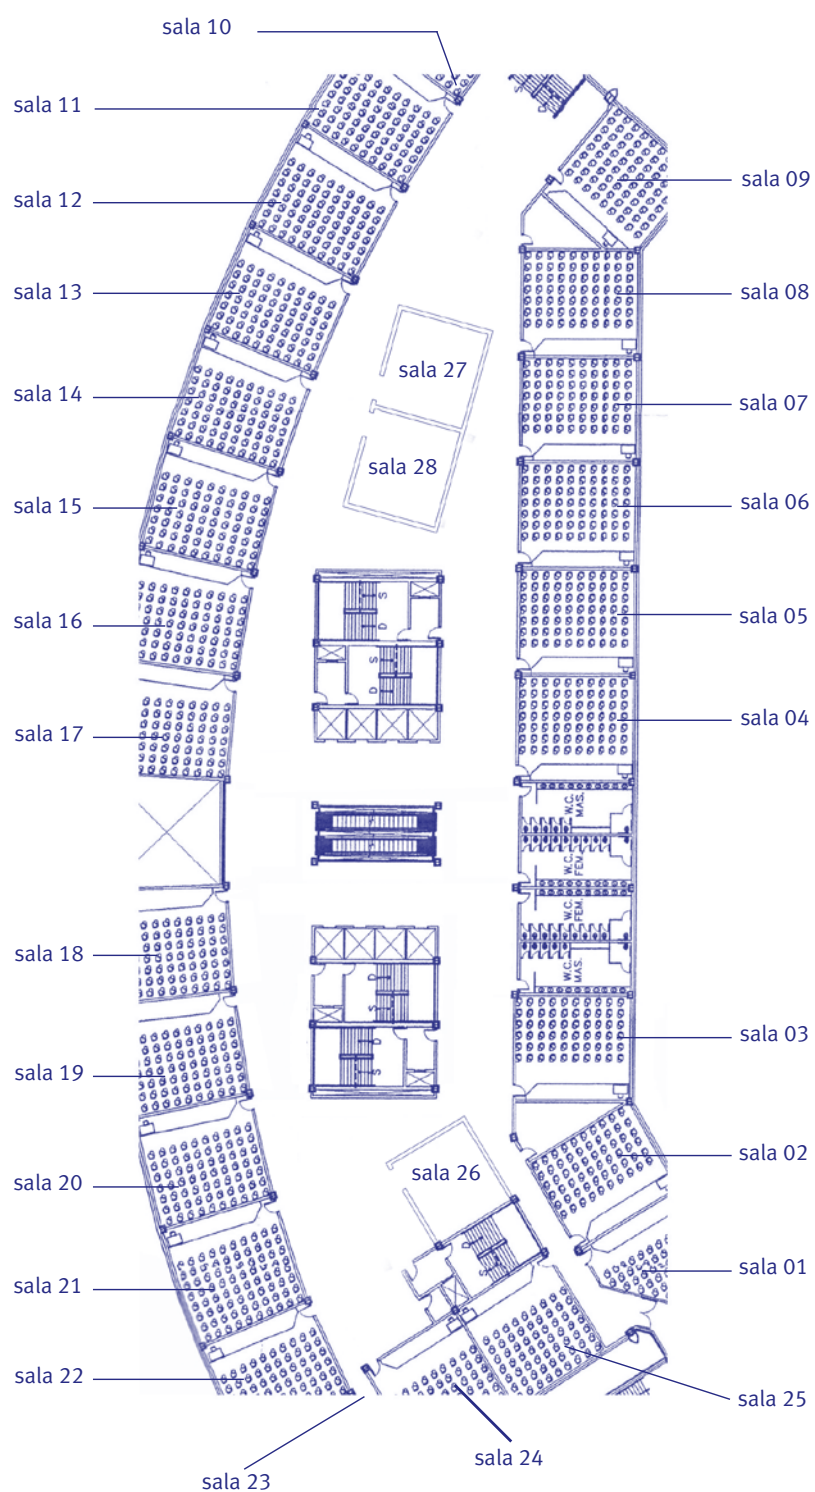 sala 10
sala 11
sala 09
sala 12
sala 13
sala 08
sala 27
sala 14
sala 07
sala 28
sala 15
sala 06
S
D
sala 16
sala 05
S
D
sala 17
sala 04
W.C.
MAS.
W.C.
FEM.
W.C.
FEM.
W.C.
MAS.
sala 18
D
S
sala 03
D
S
sala 19
sala 02
sala 26
sala 20
D
S
sala 01
sala 21
sala 22
sala 25
sala 24
sala 23